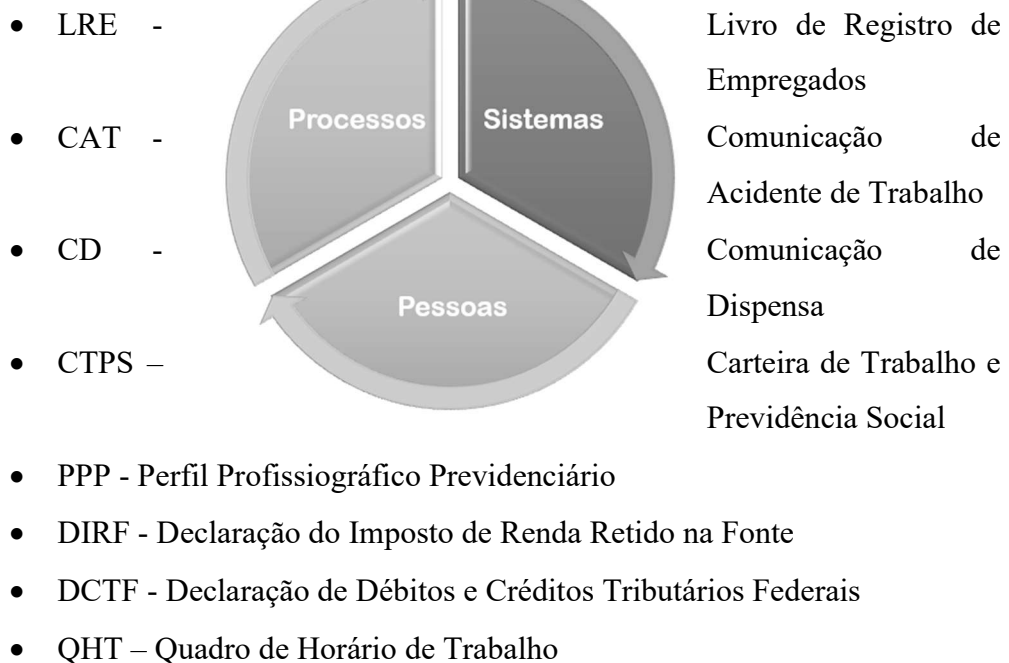 • LRE - Livro de Registro de
Empregados
• CAT - Comunicação de
Acidente de Trabalho
• CD - Comunicação de
Dispensa
• CTPS – Carteira de Trabalho e
Previdência Social
Processos
Sistemas
Pessoas
• PPP - Perfil Profissiográfico Previdenciário
• DIRF - Declaração do Imposto de Renda Retido na Fonte
• DCTF - Declaração de Débitos e Créditos Tributários Federais
• QHT – Quadro de Horário de Trabalho